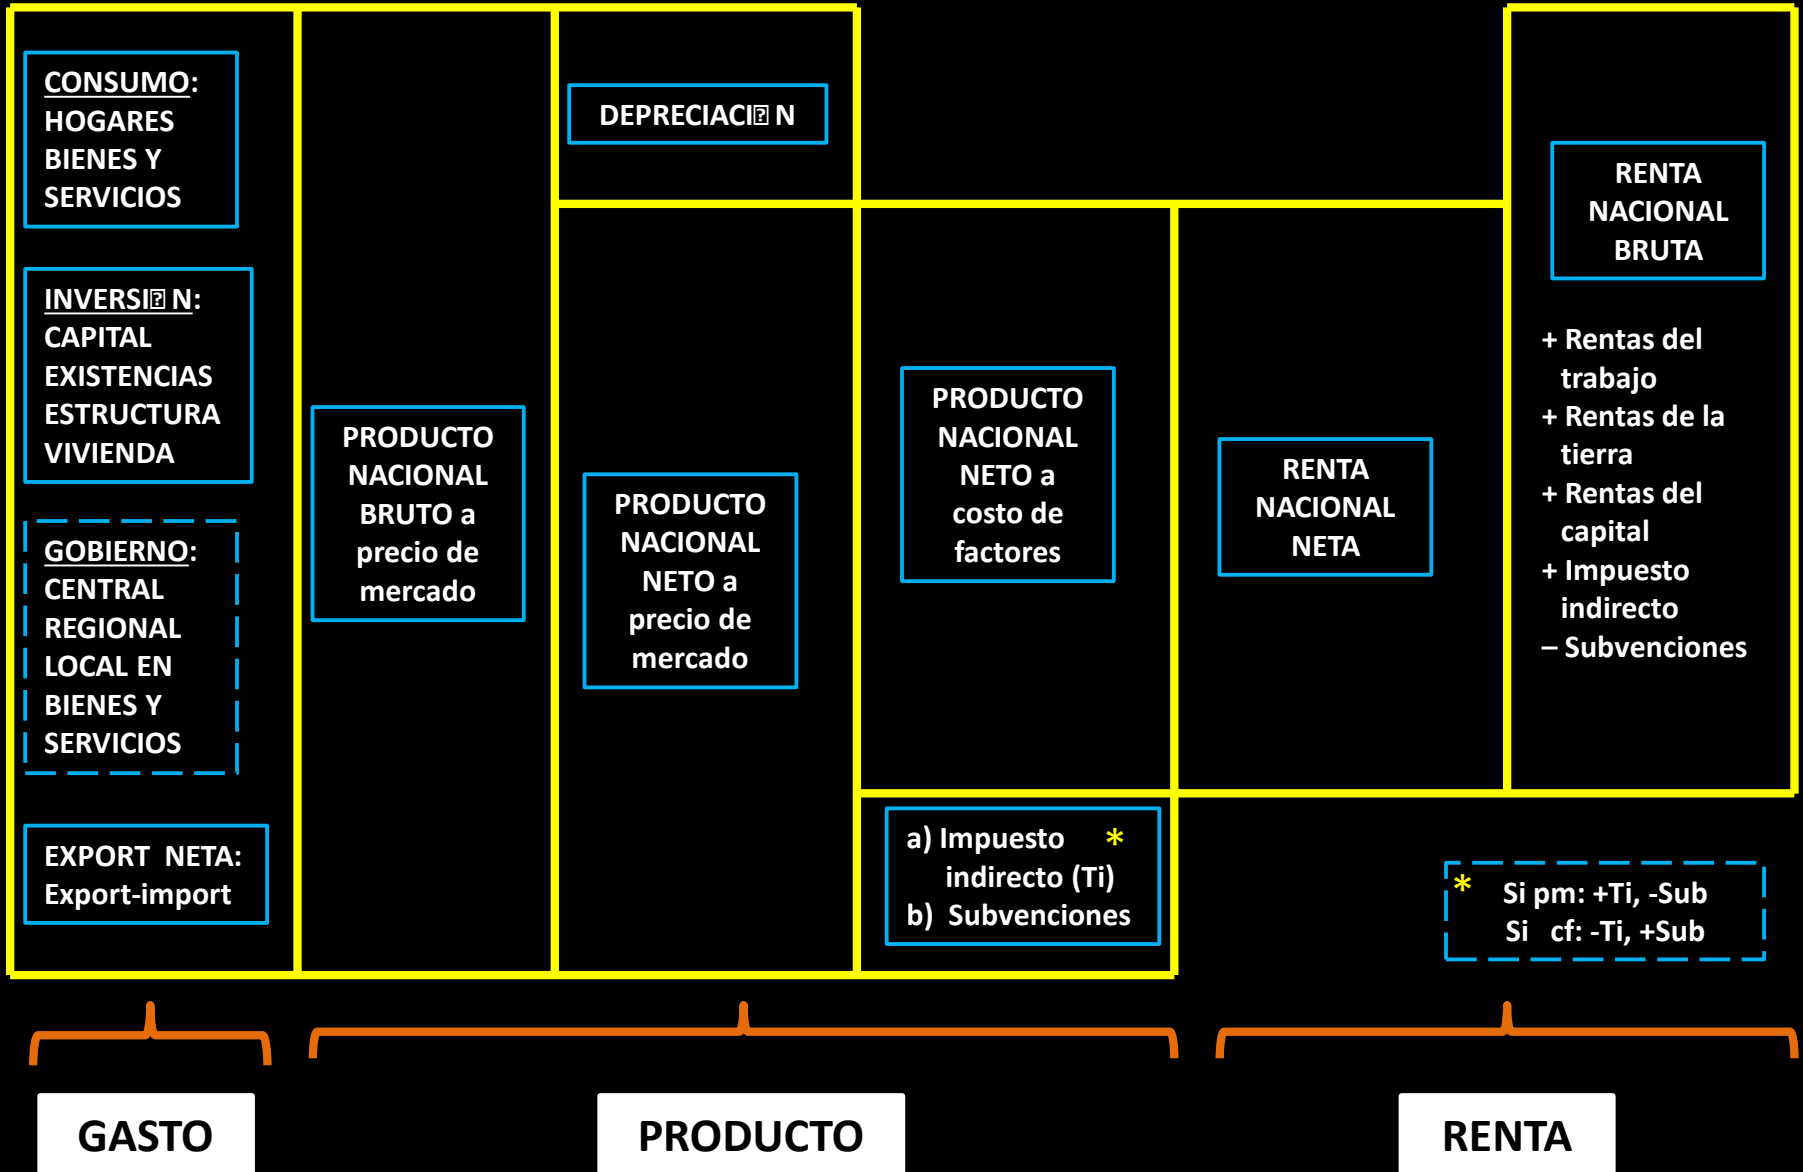 CONSUMO:
HOGARES
BIENES Y
SERVICIOS
INVERSI⍰ N:
CAPITAL
EXISTENCIAS
ESTRUCTURA
VIVIENDA
GOBIERNO:
CENTRAL
REGIONAL
LOCAL EN
BIENES Y
SERVICIOS
EXPORT NETA:
Export-import
PRODUCTO
NACIONAL
BRUTO a
precio de
mercado
DEPRECIACI⍰ N
PRODUCTO
NACIONAL
NETO a
precio de
mercado
PRODUCTO
NACIONAL
NETO a
costo de
factores
a) Impuesto *
indirecto (Ti)
b) Subvenciones
RENTA
NACIONAL
NETA
RENTA
NACIONAL
BRUTA
+ Rentas del
trabajo
+ Rentas de la
tierra
+ Rentas del
capital
+ Impuesto
indirecto
– Subvenciones
* Si pm: +Ti, -Sub
Si cf: -Ti, +Sub
GASTO
PRODUCTO
RENTA